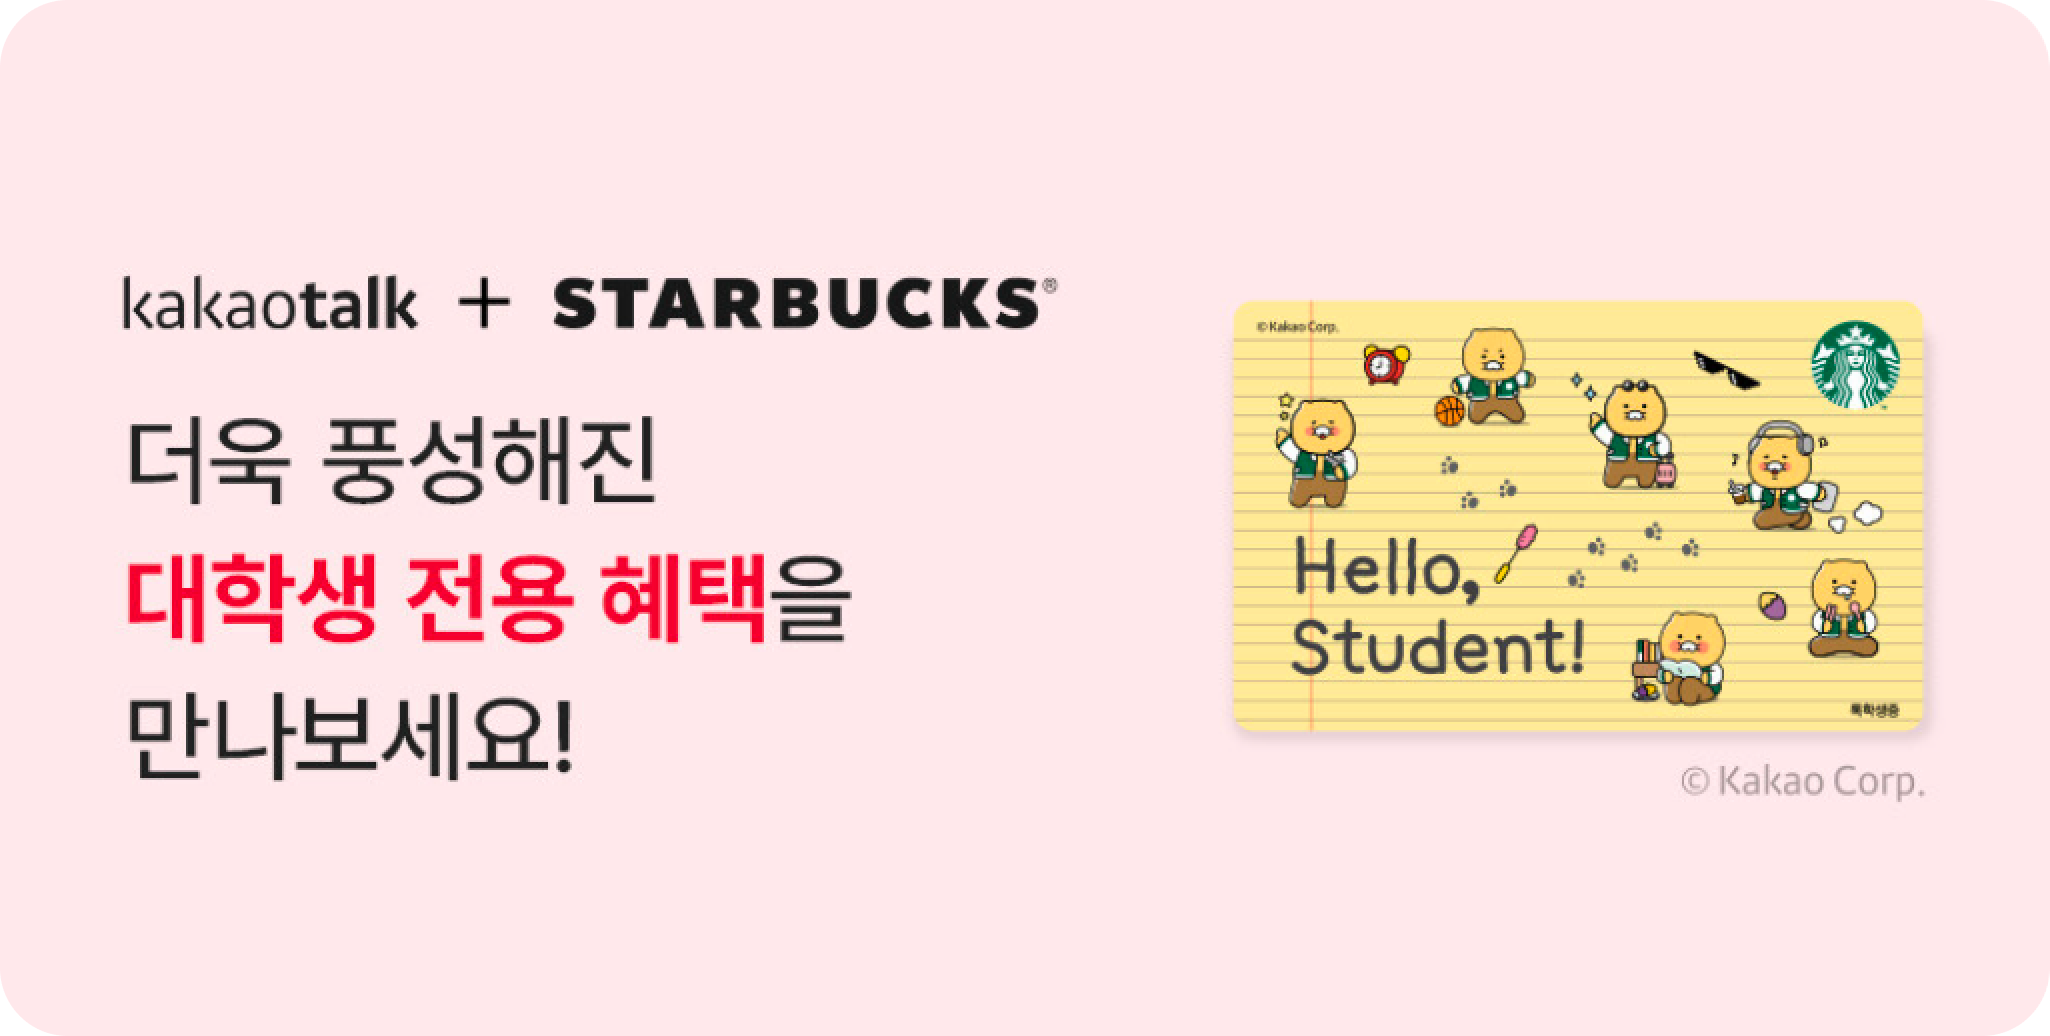 kakaotalk + STARBUCKS®
더욱 풍성해진
대학생 전용 혜택을
만나보세요!
© Kakao Corp.
Hello,
Student!
톡학생증
© Kakao Corp.